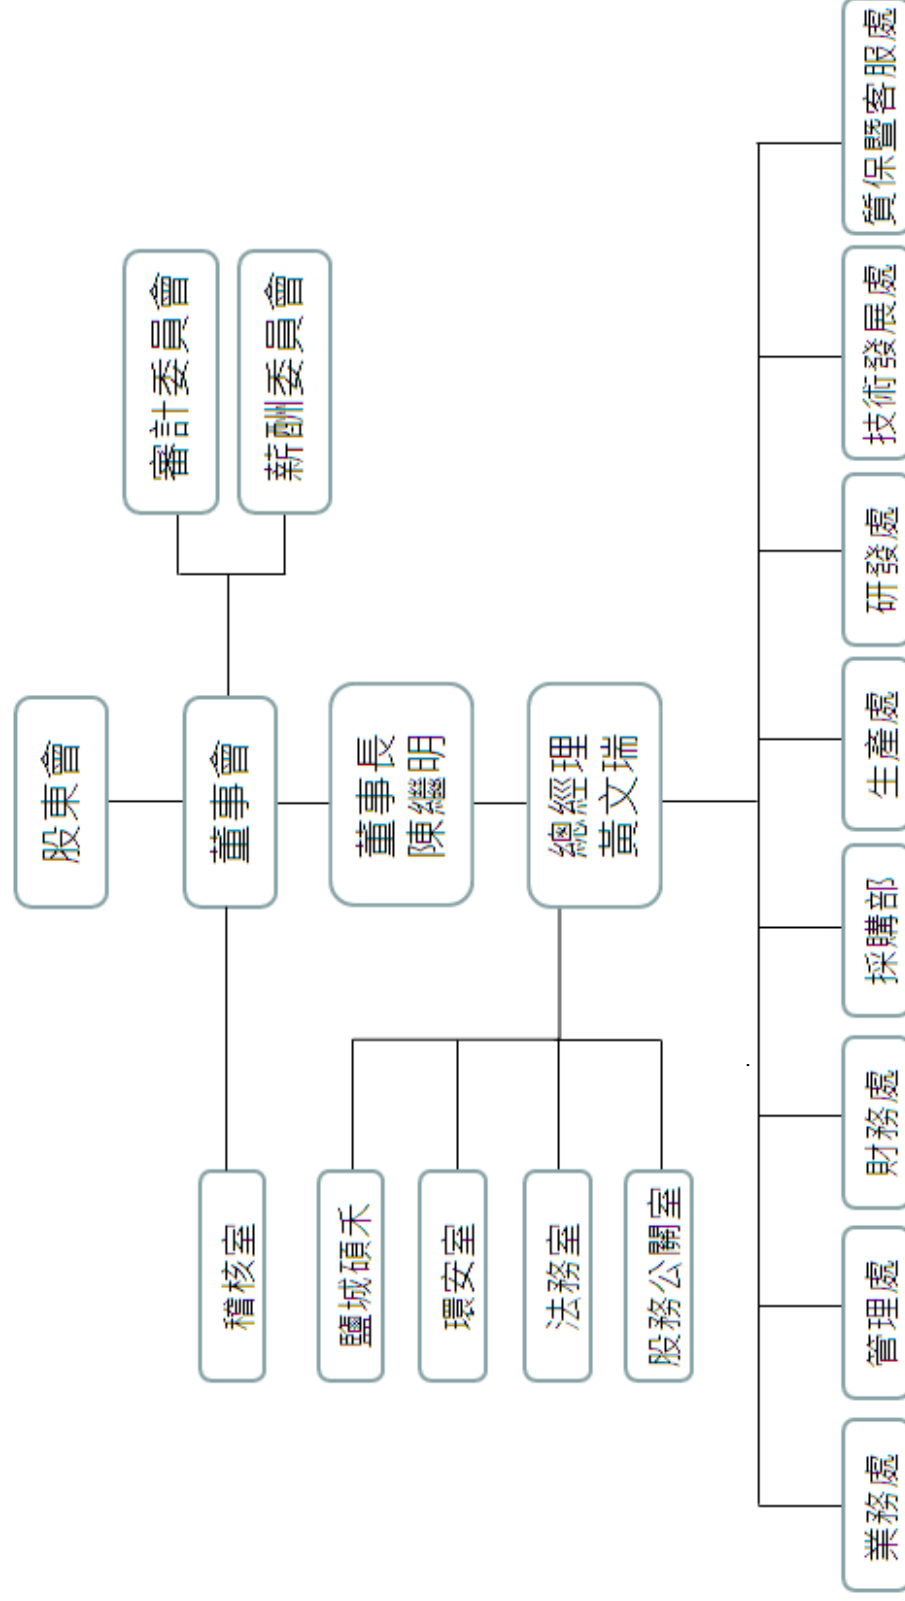 股東會
董事會
審計委員會
薪酬委員會
稽核室
董事長
陳繼明
總經理
黃文瑞
鹽城碩禾
環安室
法務室
股務公關室
業務處
管理處
財務處
採購部
生產處
研發處
技術發展處
質保暨客服處